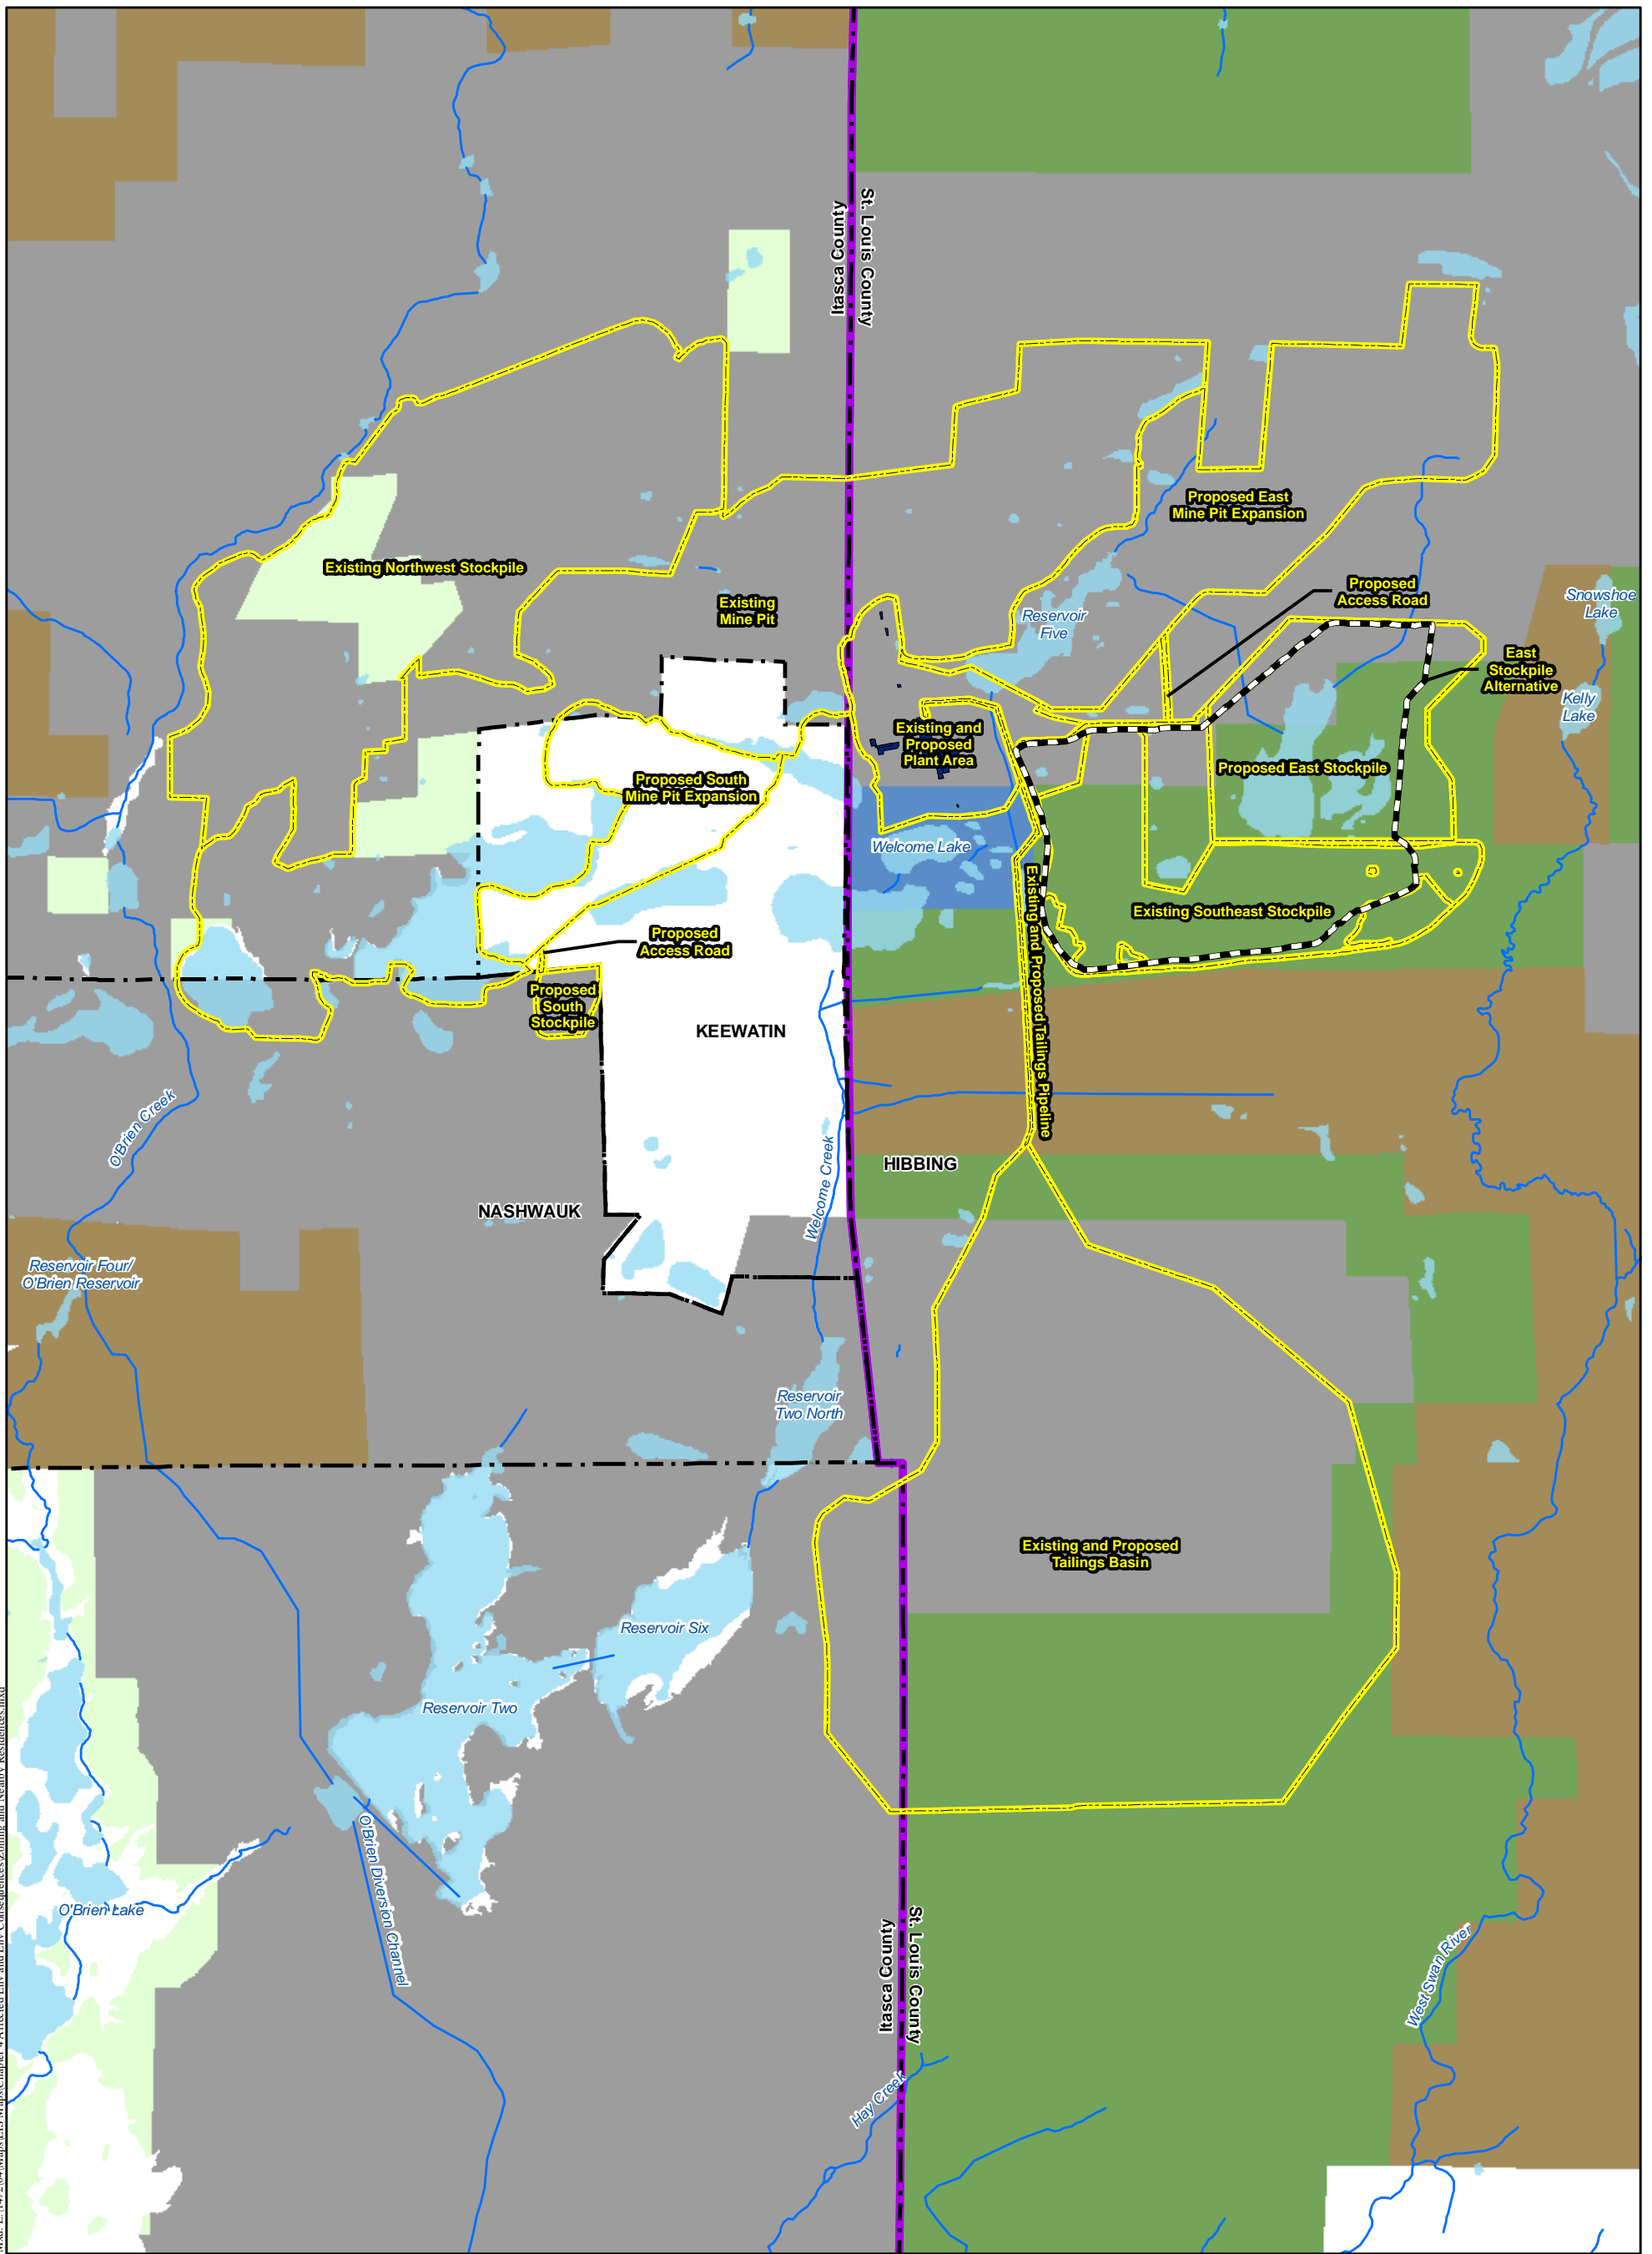 Itasca County
St. Louis County
Proposed East
Mine Pit Expansion
Existing Northwest Stockpile
Proposed
Access Road
Snowshoe
Lake
Existing
Mine Pit
Reservoir
Five
East
Stockpile
Alternative
Kelly
Lake
Existing and
Proposed
Plant Area
Proposed East Stockpile
Proposed South
Mine Pit Expansion
Welcome Lake
Existing Southeast Stockpile
Proposed
Access Road
Existing and Proposed Tailings Pipeline
Proposed
South
Stockpile
KEEWATIN
O'Brien Creek
Welcome Creek
HIBBING
NASHWAUK
Reservoir Four/
O'Brien Reservoir
Reservoir
Two North
Existing and Proposed
Tailings Basin
Reservoir Six
Reservoir Two
O'Brien Diversion Channel
O'Brien Lake
Itasca County
St. Louis County
West Swan River
Hay Creek